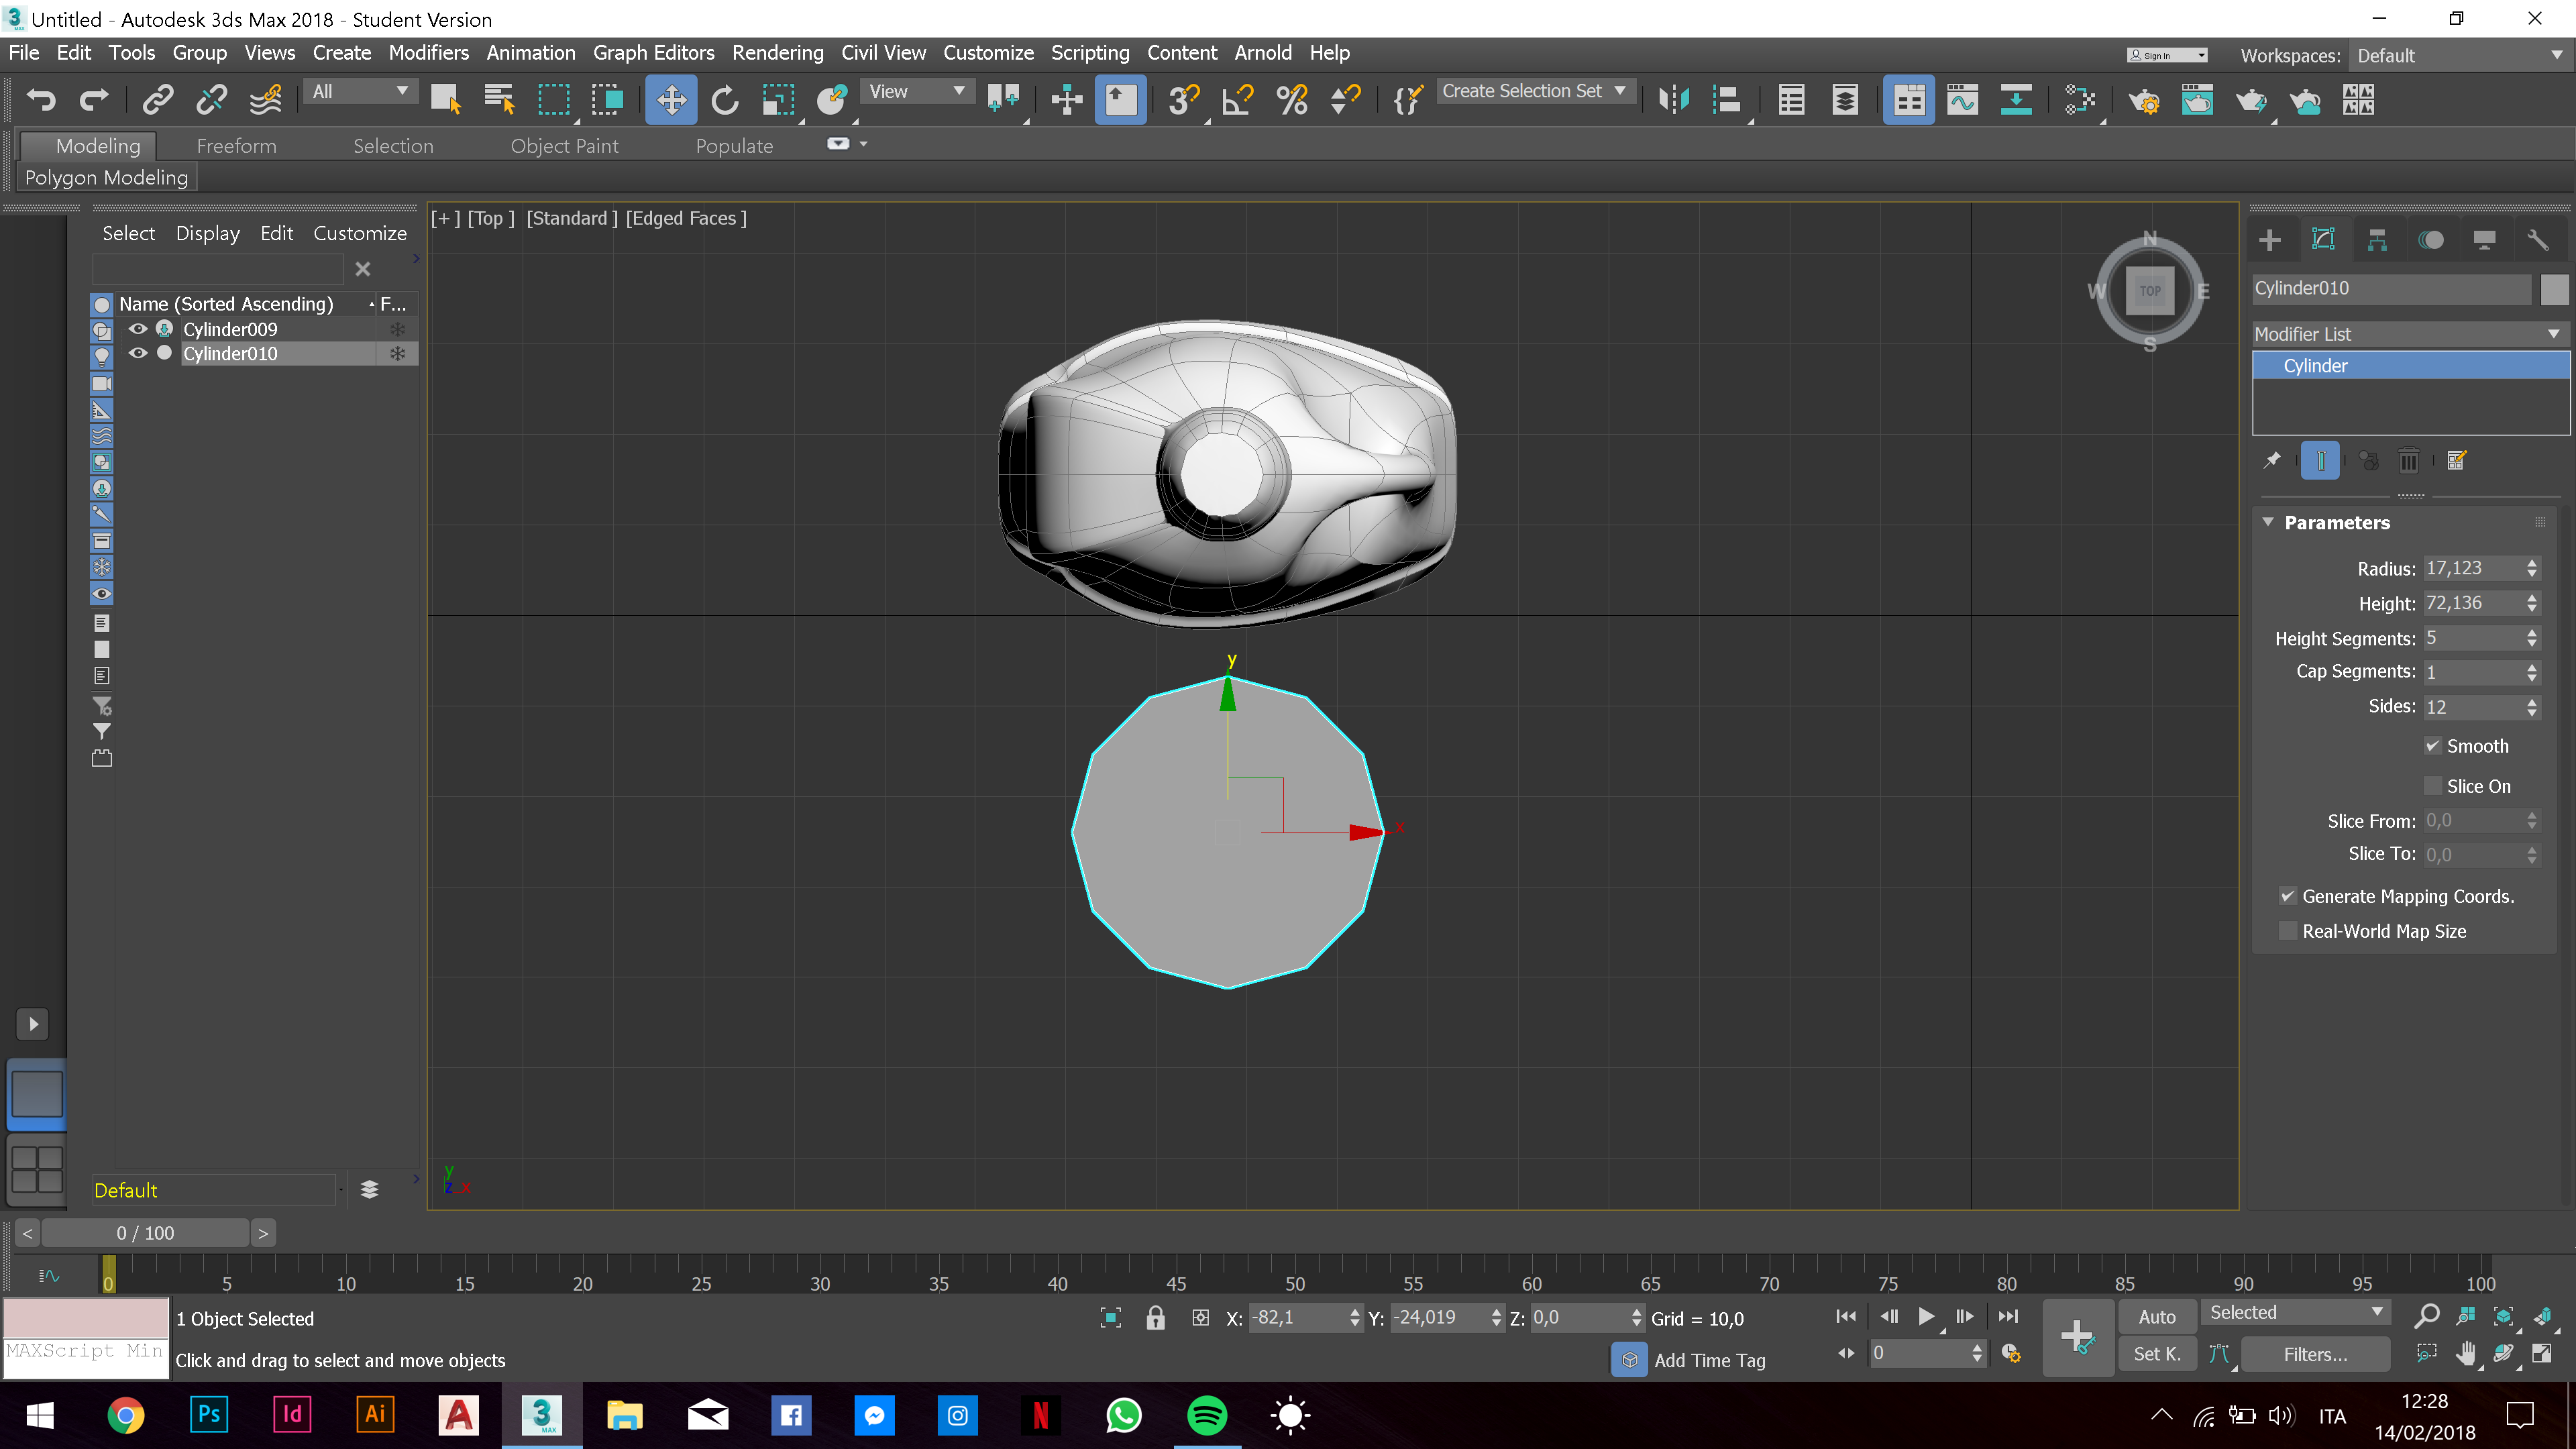 Untitled - Autodesk 3ds Max 2018 - Student Version
File Edit Tools Group Views Create Modifiers Animation Graph Editors Rendering Civil View Customize Scripting Content Arnold Help
Sign In
Workspaces: Default
All
View
Create Selection Set
Modeling Freeform Selection Object Paint Populate
Polygon Modeling
Select Display Edit Customize
Name (Sorted Ascending) F...
Cylinder009
Cylinder010
Default
[+] [Top] [Standard] [Edged Faces]
N
W TOP E
S
y
x
y
z x
Cylinder010
Modifier List
Cylinder
Parameters
Radius: 17,123
Height: 72,136
Height Segments: 5
Cap Segments: 1
Sides: 12
Smooth
Slice On
Slice From: 0,0
Slice To: 0,0
Generate Mapping Coords.
Real-World Map Size
< 0 / 100 >
0 5 10 15 20 25 30 35 40 45 50 55 60 65 70 75 80 85 90 95 100
1 Object Selected
X: -82,1 Y: -24,019 Z: 0,0 Grid = 10,0
Auto Selected
MAXScript Min
Click and drag to select and move objects
Add Time Tag
0
Set K. Filters...
Ps Id Ai
3
MAX
ITA
12:28
14/02/2018